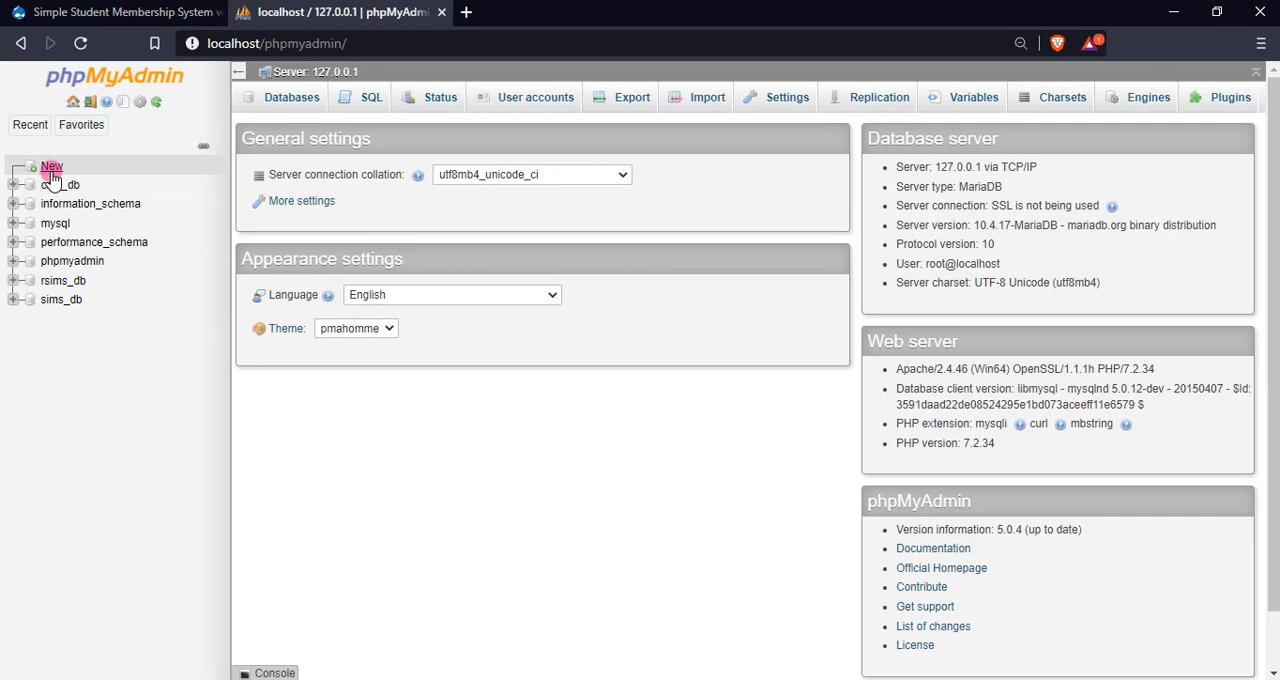 Simple Student Membership System w
localhost / 127.0.0.1 | phpMyAdmi
localhost/phpmyadmin/
1
phpMyAdmin
Recent
Favorites
New
information_schema
mysql
performance_schema
phpmyadmin
rsims_db
sims_db
Server: 127.0.0.1
Databases
SQL
Status
User accounts
Export
Import
Settings
Replication
Variables
Charsets
Engines
Plugins
General settings
Server connection collation:
utf8mb4_unicode_ci
More settings
Appearance settings
Language
English
Theme:
pmahomme
Database server
Server: 127.0.0.1 via TCP/IP
Server type: MariaDB
Server connection: SSL is not being used
Server version: 10.4.17-MariaDB - mariadb.org binary distribution
Protocol version: 10
User: root@localhost
Server charset: UTF-8 Unicode (utf8mb4)
Web server
Apache/2.4.46 (Win64) OpenSSL/1.1.1h PHP/7.2.34
Database client version: libmysql - mysqlnd 5.0.12-dev - 20150407 - $Id:
3591daad22de08524295e1bd073aceeff11e6579 $
PHP extension: mysqli curl mbstring
PHP version: 7.2.34
phpMyAdmin
Version information: 5.0.4 (up to date)
Documentation
Official Homepage
Contribute
Get support
List of changes
License
Console